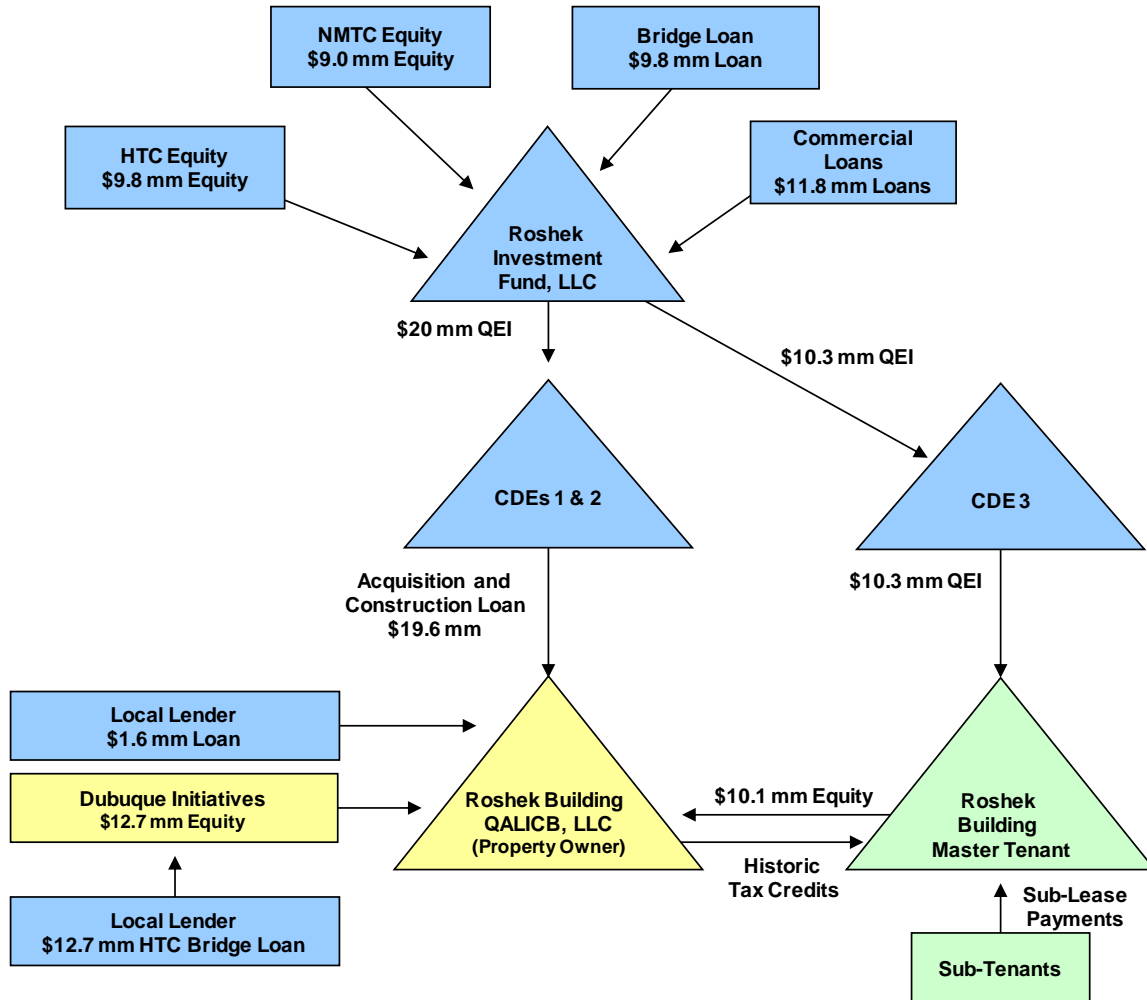 NMTC Equity
$9.0 mm Equity
Bridge Loan
$9.8 mm Loan
HTC Equity
$9.8 mm Equity
Commercial
Loans
$11.8 mm Loans
Roshek
Investment
Fund, LLC
$20 mm QEI
$10.3 mm QEI
CDEs 1 & 2
CDE 3
Acquisition and
Construction Loan
$19.6 mm
$10.3 mm QEI
Local Lender
$1.6 mm Loan
Dubuque Initiatives
$12.7 mm Equity
Local Lender
$12.7 mm HTC Bridge Loan
Roshek Building
QALICB, LLC
(Property Owner)
$10.1 mm Equity
Historic
Tax Credits
Roshek
Building
Master Tenant
Sub-Lease
Payments
Sub-Tenants